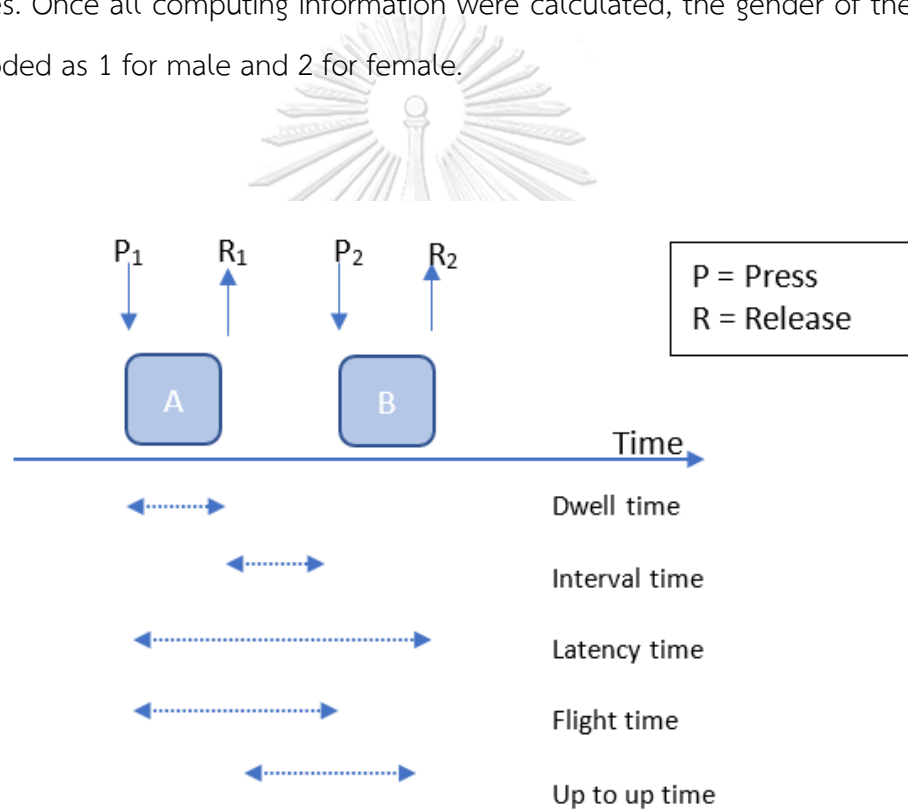 es. Once all computing information were calculated, the gender of the
oded as 1 for male and 2 for female.
P₁ R₁ P₂ R₂
P = Press
R = Release
A B
Time
Dwell time
Interval time
Latency time
Flight time
Up to up time